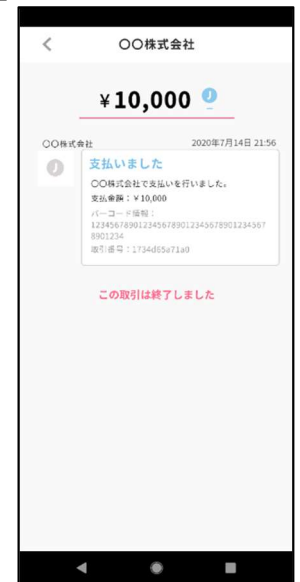 〇〇株式会社
¥10,000 J
〇〇株式会社 2020年7月14日 21:56
J
支払いました
〇〇株式会社で支払いを行いました。
支払金額：￥10,000
バーコード情報：
1234567890123456789012345678901234567
8901234
取引番号：1734d65a71a0
この取引は終了しました